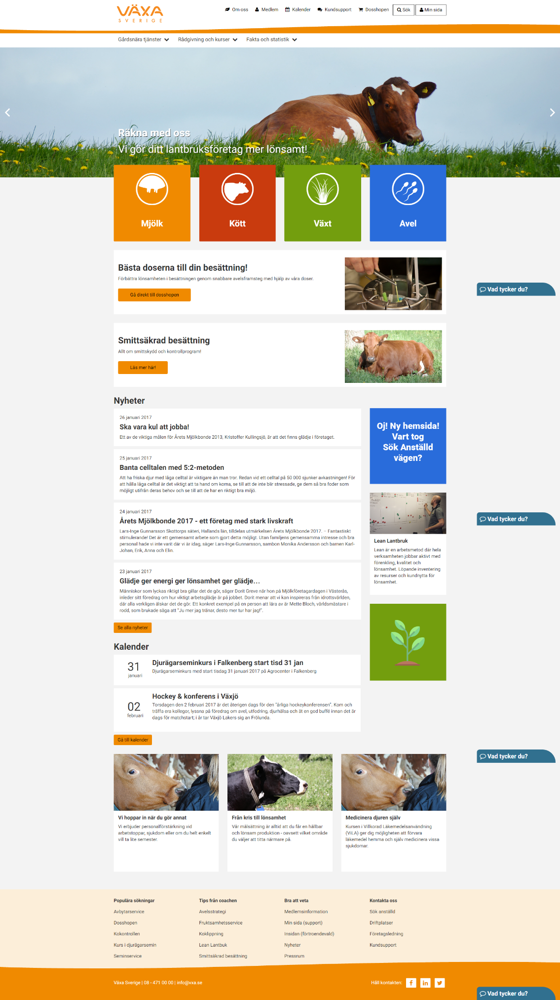 VÄXA
SVERIGE
Om oss
Medlem
Kalender
Kundsupport
Dosshopen
Sök
Min sida
Gårdsnära tjänster
Rådgivning och kurser
Fakta och statistik
Räkna med oss
Vi gör ditt lantbruksföretag mer lönsamt!
Mjölk
Kött
Växt
Avel
Bästa doserna till din besättning!
Förbättra lönsamheten i besättningen genom snabbare avelsframsteg med hjälp av våra doser.
Gå direkt till dosshopen
Vad tycker du?
Smittsäkrad besättning
Allt om smittskydd och kontrollprogram!
Läs mer här!
Nyheter
26 januari 2017
Ska vara kul att jobba!
Ett av de viktiga målen för Årets Mjölkbonde 2013, Kristoffer Kullingsjö, är att det finns glädje i företaget.
25 januari 2017
Banta celltalen med 5:2-metoden
Att ha friska djur med låga celltal är viktigare än man tror. Redan vid ett celltal på 50 000 sjunker avkastningen! För
att hålla låga celltal är det viktigt att ta hand om korna, se till att de inte blir stressade, ge dem så bra foder som
möjligt utifrån deras behov och se till att de har en riktigt bra miljö.
24 januari 2017
Årets Mjölkbonde 2017 - ett företag med stark livskraft
Lars-Inge Gunnarsson Skottorps säteri, Hallands län, tilldelas utmärkelsen Årets Mjölkbonde 2017. – Fantastiskt
stimulerande! Det är ett gemensamt arbete som gjort detta möjligt. Utan familjens gemensamma intresse och bra
personal hade vi inte varit där vi är idag, säger Lars-Inge Gunnarsson, sambon Monika Andersson och barnen Karl-
Johan, Erik, Anna och Elin.
23 januari 2017
Glädje ger energi ger lönsamhet ger glädje…
Människor som lyckas riktigt bra gillar det de gör, säger Dorit Greve när hon på Mjölkföretagardagen i Västerås,
inleder sitt föredrag om hur viktigt arbetsglädje är på jobbet. Dorit menar att vi kan inspireras från idrottsvärlden,
där alla verkligen älskar det de gör. Ett konkret exempel på en person att lära av är Mette Bloch, världsmästare i
rodd, som brukade säga att ”Ju mer jag tränar, desto mer tur har jag!”.
Se alla nyheter
Oj! Ny hemsida!
Vart tog
Sök Anställd
vägen?
Vad tycker du?
Lean Lantbruk
Lean är en arbetsmetod där hela
verksamheten jobbar aktivt med
förenkling, kvalitet och
lönsamhet. Löpande inventering
av resurser och kundnytta för
lönsamhet.
Kalender
31
januari
Djurägarseminkurs i Falkenberg start tisd 31 jan
Djurägarseminkurs med start tisdag 31 januari 2017 på Agrocenter i Falkenberg
02
februari
Hockey & konferens i Växjö
Torsdagen den 2 februari 2017 är det återigen dags för den ”årliga hockeykonferensen”. Kom och
träffa era kollegor, lyssna på föredrag om avel, utfodring, djurhälsa och ät en god buffé innan det är
dags för matchstart; i år tar Växjö Lakers sig an Frölunda.
Gå till kalender
Vad tycker du?
Vi hoppar in när du gör annat
Vi erbjuder personalförstärkning vid
arbetstoppar, sjukdom eller om du helt enkelt
vill ta lite semester.
Från kris till lönsamhet
Vår målsättning är alltid att du får en hållbar
och lönsam produktion - oavsett vilket område
du väljer att titta närmare på.
Medicinera djuren själv
Kursen i Villkorad Läkemedelsanvändning
(ViLA) ger dig möjligheten att förvara
läkemedel hemma och själv medicinera vissa
sjukdomar.
Populära sökningar
Avbytarservice
Dosshopen
Kokontrollen
Kurs i djurägarsemin
Seminservice
Tips från coachen
Avelsstrategi
Fruktsamhetsservice
Koklippning
Lean Lantbuk
Smittsäkrad besättning
Bra att veta
Medlemsinformation
Min sida (support)
Insidan (förtroendevald)
Nyheter
Pressrum
Kontakta oss
Sök anställd
Driftplatser
Företagsledning
Kundsupport
Växa Sverige | 08 - 471 00 00 | info@vxa.se
Håll kontakten:
Vad tycker du?